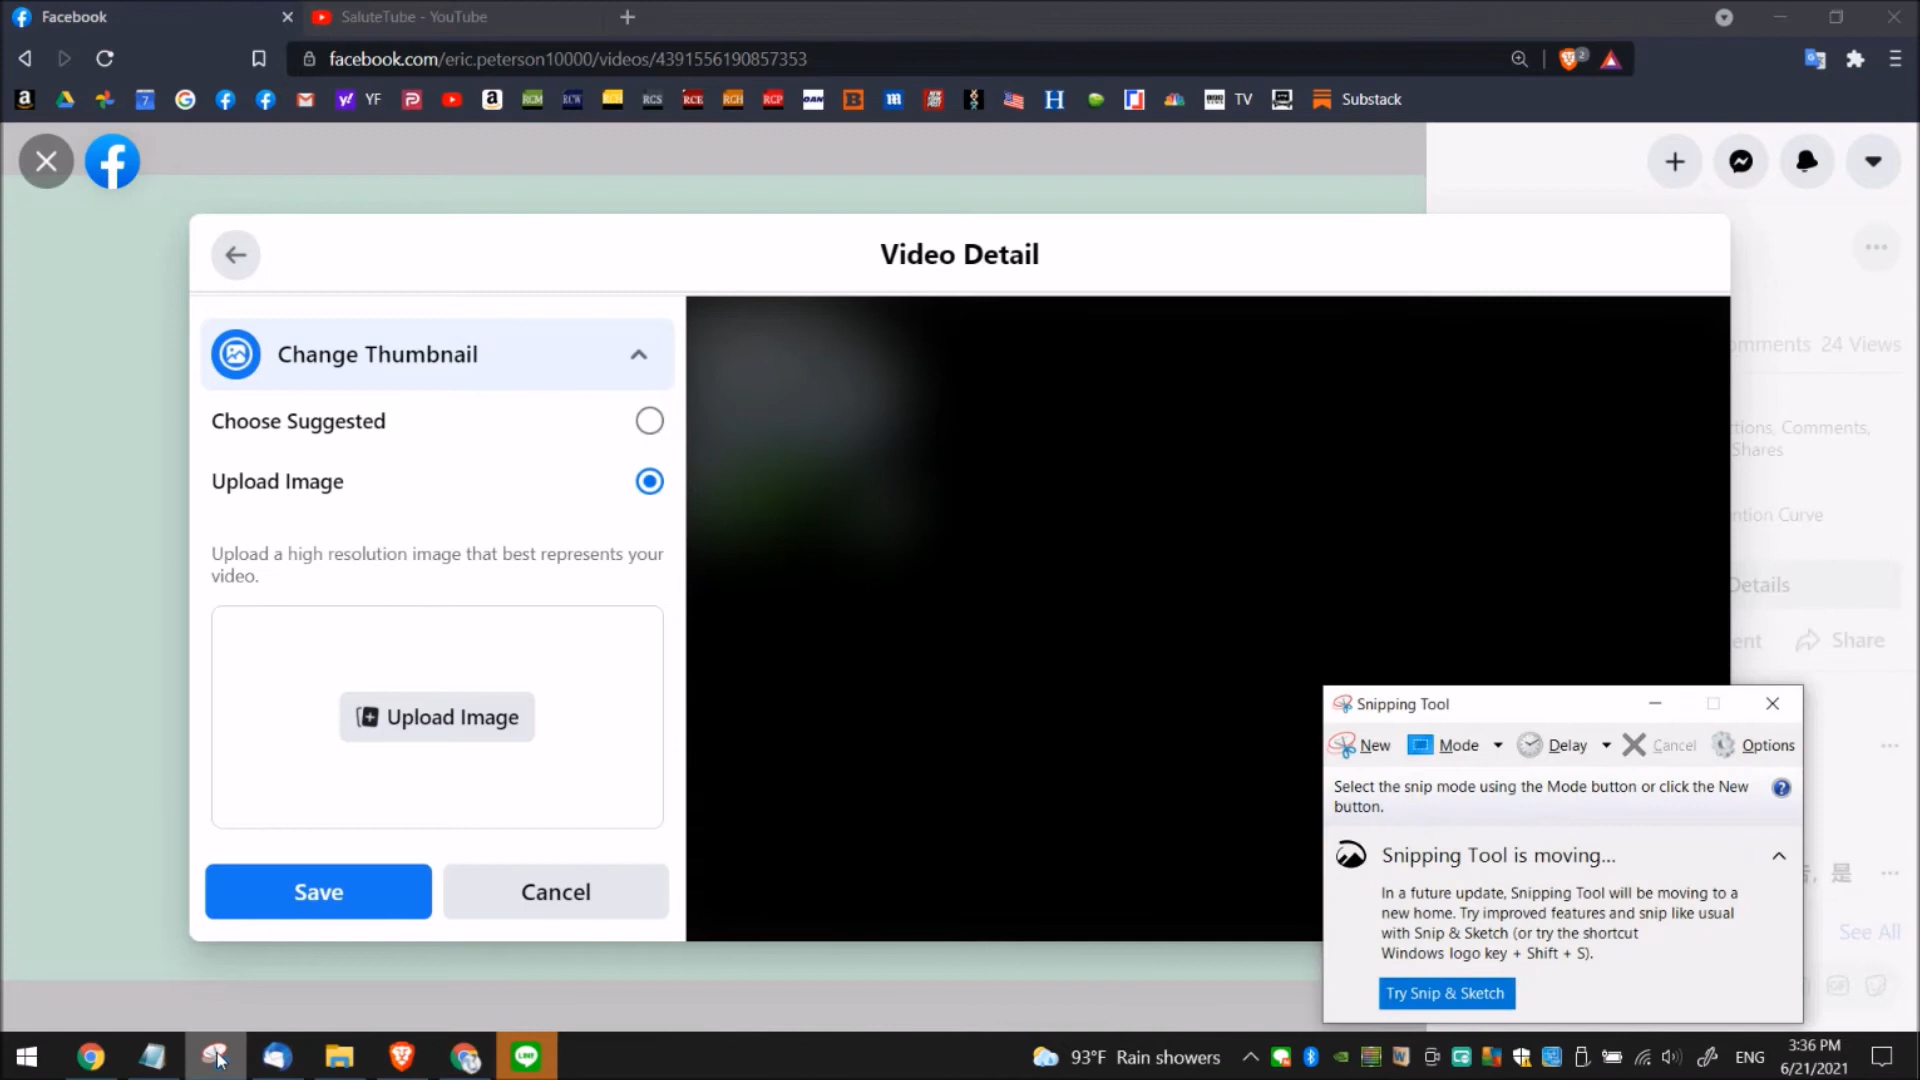 Facebook
SaluteTube - YouTube
facebook.com/eric.peterson10000/videos/4391556190857353
2
YF
TV
Substack
Video Detail
Change Thumbnail
Choose Suggested
Upload Image
Upload a high resolution image that best represents your
video.
Upload Image
Save
Cancel
omments 24 Views
tions, Comments,
Shares
ntion Curve
Details
ent
Share
See All
GIF
Snipping Tool
New
Mode
Delay
Cancel
Options
Select the snip mode using the Mode button or click the New
button.
Snipping Tool is moving...
In a future update, Snipping Tool will be moving to a
new home. Try improved features and snip like usual
with Snip & Sketch (or try the shortcut
Windows logo key + Shift + S).
Try Snip & Sketch
93°F Rain showers
ENG
3:36 PM
6/21/2021